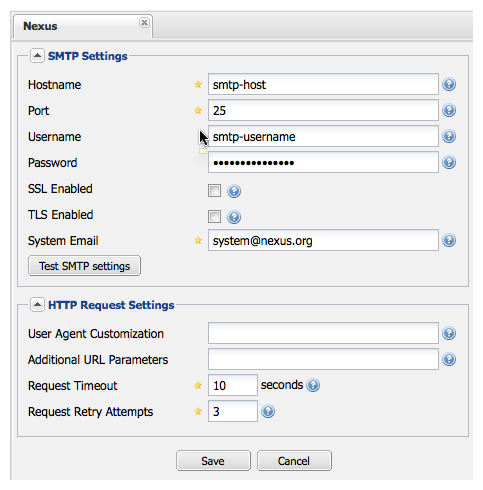 Nexus
SMTP Settings
Hostname smtp-host
Port 25
Username smtp-username
Password •••••••••••••••
SSL Enabled
TLS Enabled
System Email system@nexus.org
Test SMTP settings
HTTP Request Settings
User Agent Customization
Additional URL Parameters
Request Timeout 10 seconds
Request Retry Attempts 3
Save Cancel